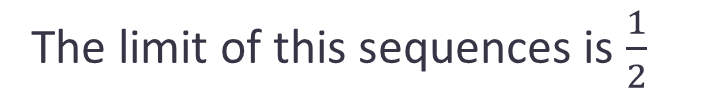 The limit of this sequences is 1/2